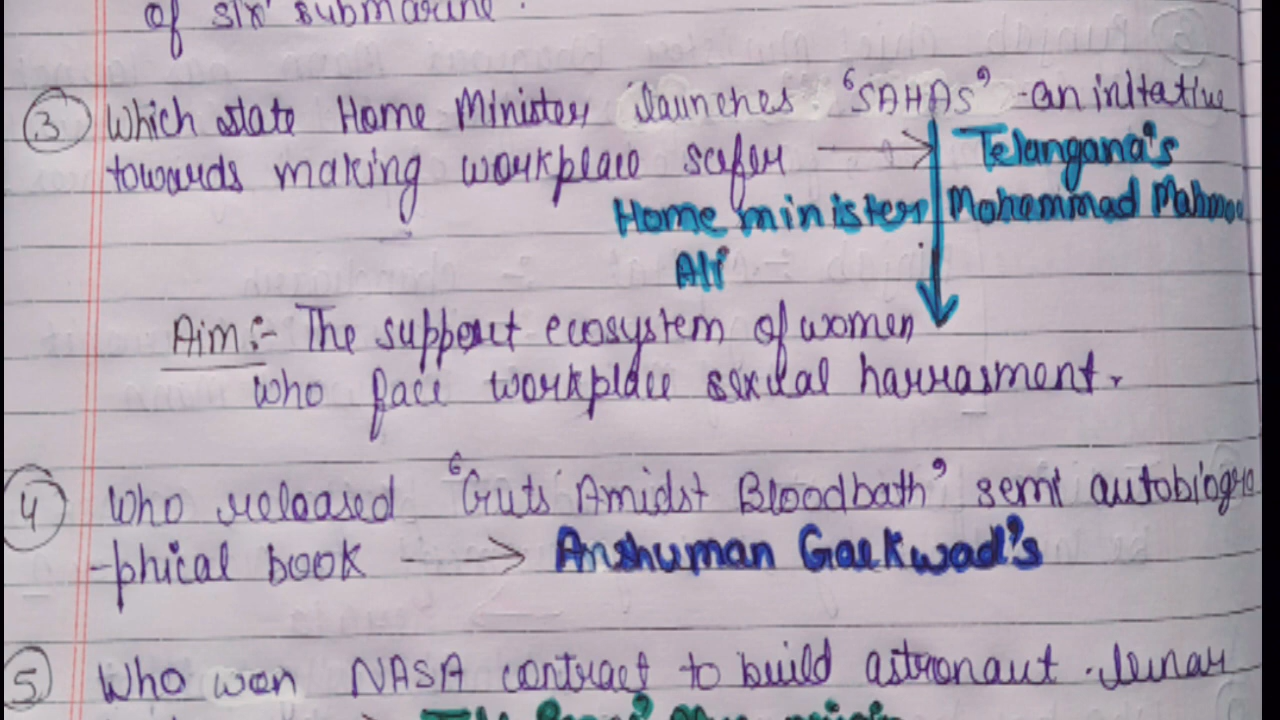 of six submarine.
③ Which state Home Minister launches 'SAHAS' - an initative
towards making workplace safer → Telangana's
Home minister Mohammad Mahmoo
Ali
Aim:- The support ecosystem of women
who face workplace sexual harrasment.
④ Who released 'Guts Amidst Bloodbath' semi autobiogra
-phical book → Anshuman Gaekwad's
⑤ Who won NASA contract to build astronaut lunar